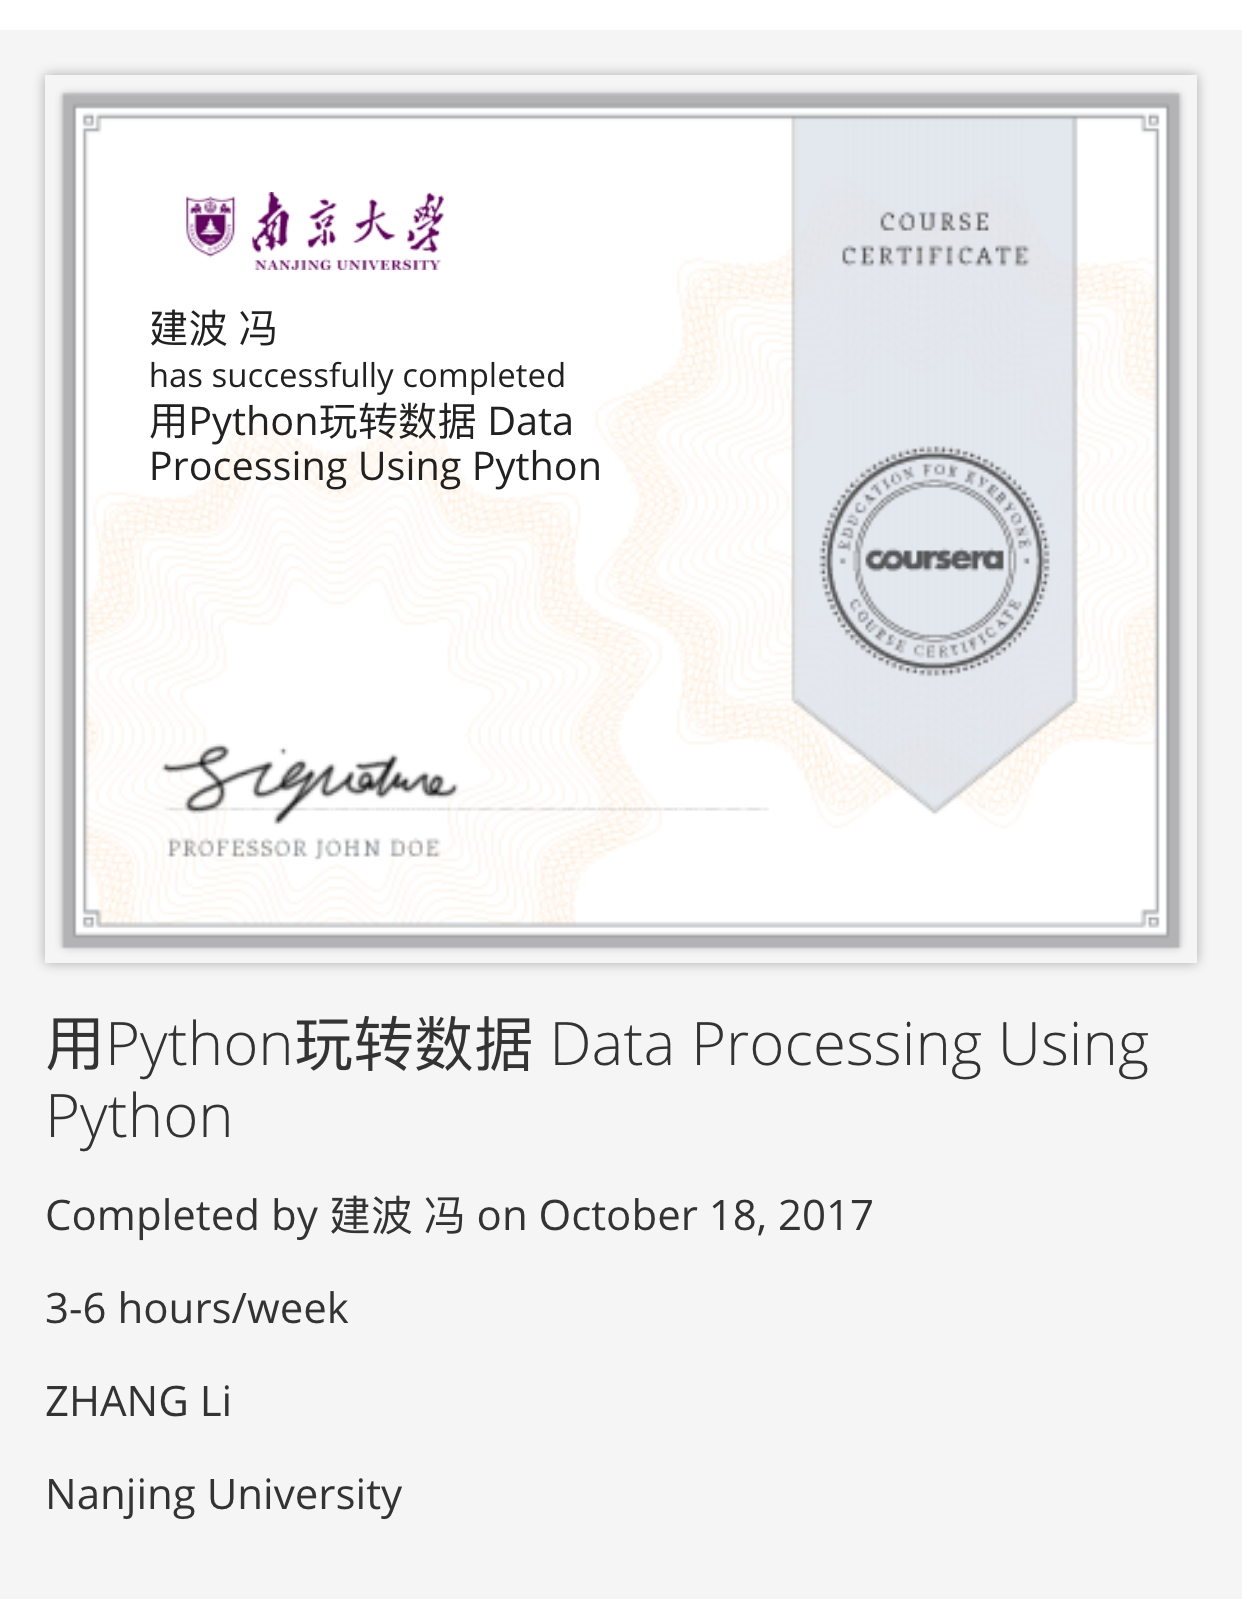 南京大學
NANJING UNIVERSITY
COURSE
CERTIFICATE
建波 冯
has successfully completed
用Python玩转数据 Data
Processing Using Python
EDUCATION FOR EVERYONE
coursera
COURSE CERTIFICATE
Signature
PROFESSOR JOHN DOE
用Python玩转数据 Data Processing Using
Python
Completed by 建波 冯 on October 18, 2017
3-6 hours/week
ZHANG Li
Nanjing University